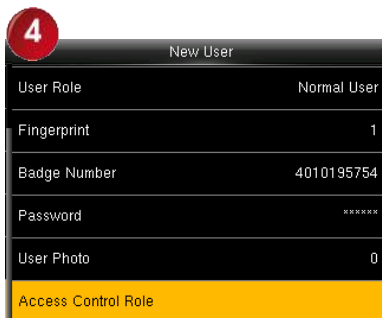 4
New User
User Role Normal User
Fingerprint 1
Badge Number 4010195754
Password ******
User Photo 0
Access Control Role